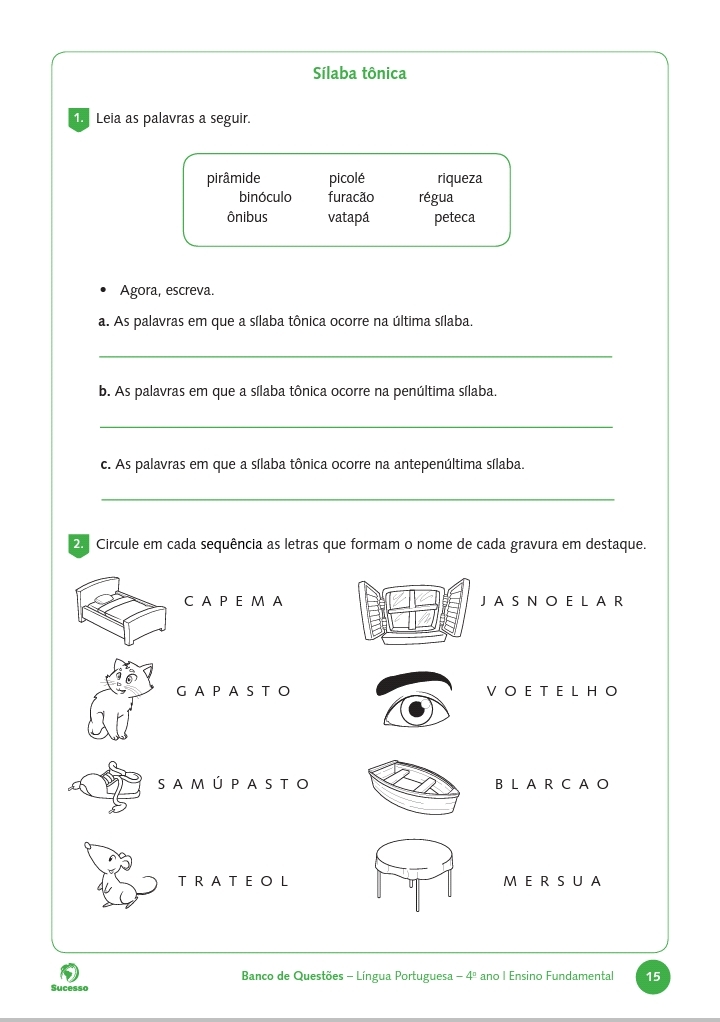 Sílaba tônica
1. Leia as palavras a seguir.
pirâmide picolé riqueza
binóculo furacão régua
ônibus vatapá peteca
• Agora, escreva.
a. As palavras em que a sílaba tônica ocorre na última sílaba.
b. As palavras em que a sílaba tônica ocorre na penúltima sílaba.
c. As palavras em que a sílaba tônica ocorre na antepenúltima sílaba.
2. Circule em cada sequência as letras que formam o nome de cada gravura em destaque.
C A P E M A J A S N O E L A R
G A P A S T O V O E T E L H O
S A M Ú P A S T O B L A R C A O
T R A T E O L M E R S U A
Sucesso
Banco de Questões – Língua Portuguesa – 4º ano | Ensino Fundamental 15